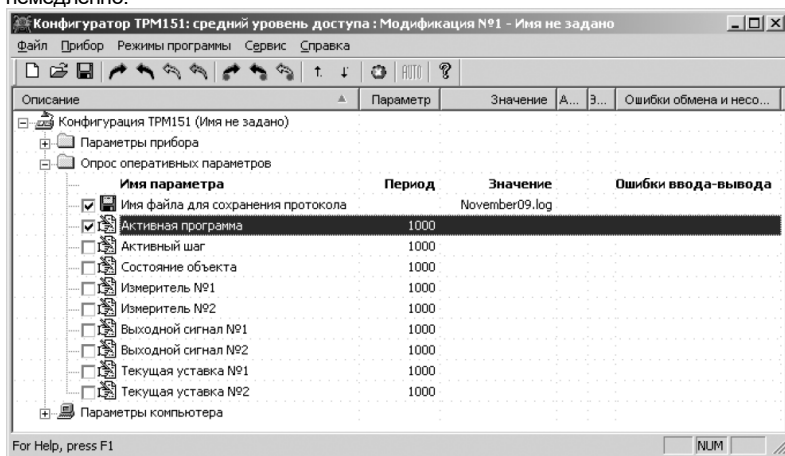 немедленно.
Конфигуратор ТРМ151: средний уровень доступа : Модификация №1 - Имя не задано
Файл Прибор Режимы программы Сервис Справка
AUTO
Описание Параметр Значение А... Э... Ошибки обмена и несо...
Конфигурация ТРМ151 (Имя не задано)
Параметры прибора
Опрос оперативных параметров
Имя параметра Период Значение Ошибки ввода-вывода
Имя файла для сохранения протокола November09.log
Активная программа 1000
Активный шаг 1000
Состояние объекта 1000
Измеритель №1 1000
Измеритель №2 1000
Выходной сигнал №1 1000
Выходной сигнал №2 1000
Текущая уставка №1 1000
Текущая уставка №2 1000
Параметры компьютера
For Help, press F1 NUM